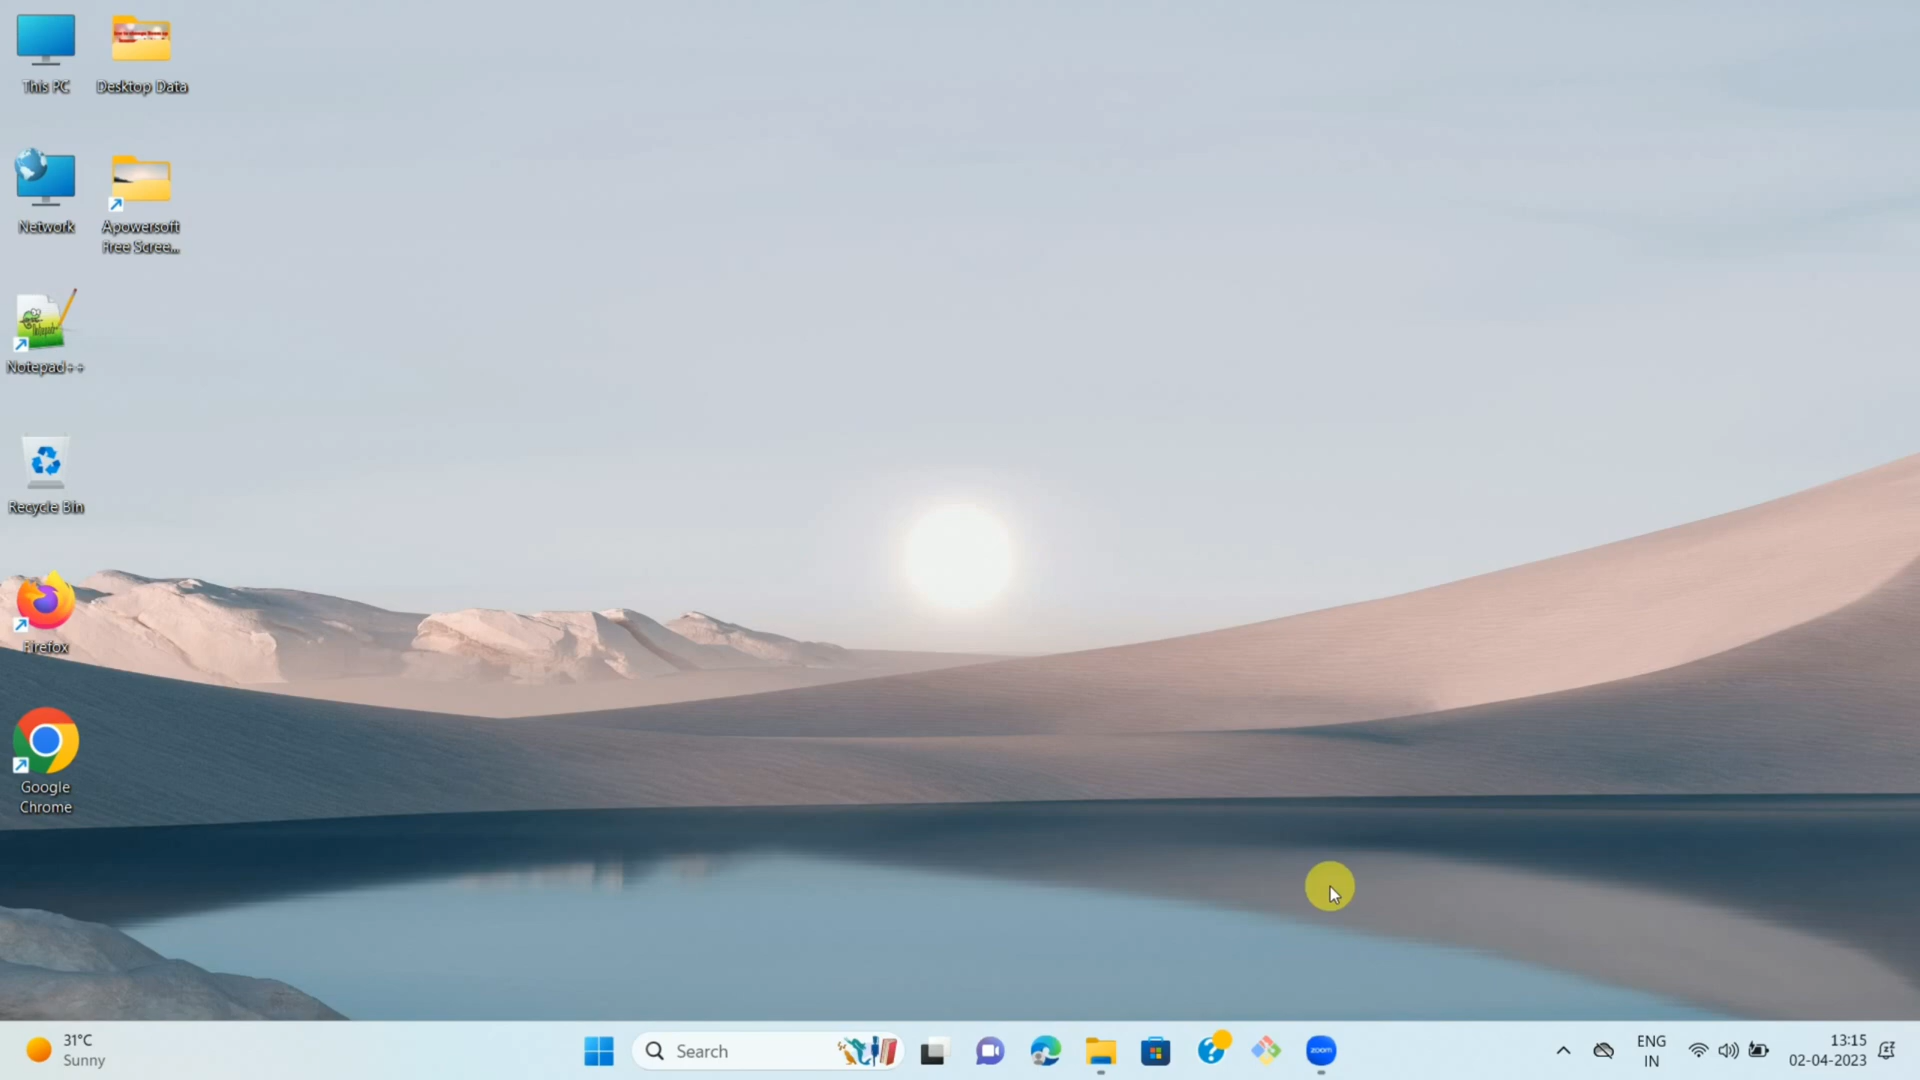 This PC
Desktop Data
Network
Apowersoft
Free Scree...
Notepad++
Recycle Bin
Firefox
Google
Chrome
31°C
Sunny
Search
zoom
ENG
IN
13:15
02-04-2023